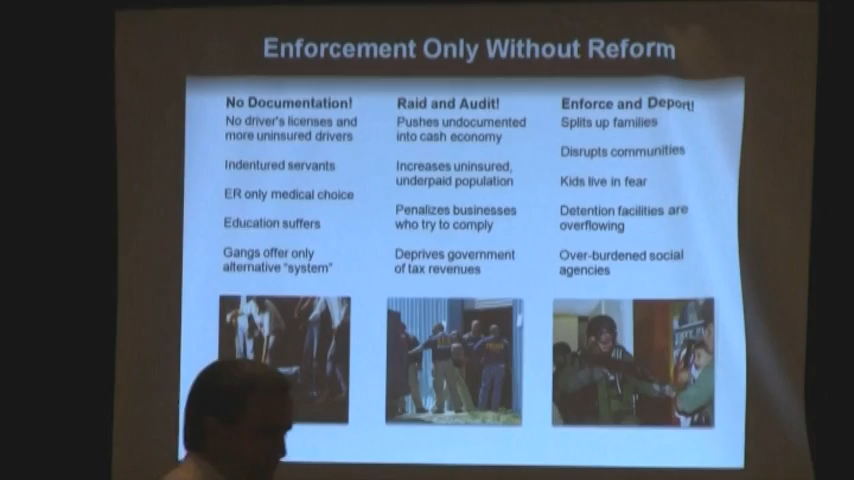 Enforcement Only Without Reform
No Documentation!
No driver's licenses and
more uninsured drivers
Indentured servants
ER only medical choice
Education suffers
Gangs offer only
alternative "system"
Raid and Audit!
Pushes undocumented
into cash economy
Increases uninsured,
underpaid population
Penalizes businesses
who try to comply
Deprives government
of tax revenues
Enforce and Deport!
Splits up families
Disrupts communities
Kids live in fear
Detention facilities are
overflowing
Over-burdened social
agencies